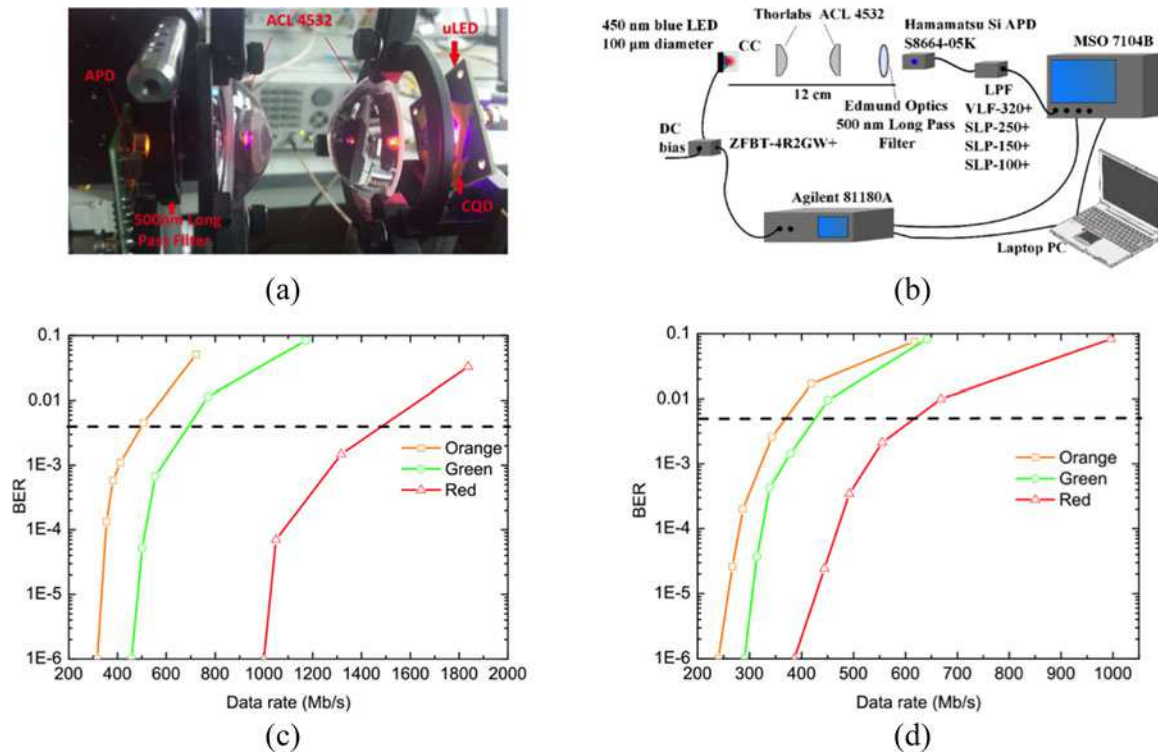 ACL 4532
uLED
APD
500nm Long
Pass Filter
CQD
(a)
450 nm blue LED
100 μm diameter
CC
Thorlabs ACL 4532
Hamamatsu Si APD
S8664-05K
MSO 7104B
12 cm
Edmund Optics
500 nm Long Pass
Filter
LPF
VLF-320+
SLP-250+
SLP-150+
SLP-100+
DC
bias
ZFBT-4R2GW+
Agilent 81180A
Laptop PC
(b)
0.1
0.01
1E-3
1E-4
1E-5
1E-6
BER
Orange
Green
Red
200 400 600 800 1000 1200 1400 1600 1800 2000
Data rate (Mb/s)
(c)
0.1
0.01
1E-3
1E-4
1E-5
1E-6
BER
Orange
Green
Red
200 300 400 500 600 700 800 900 1000
Data rate (Mb/s)
(d)